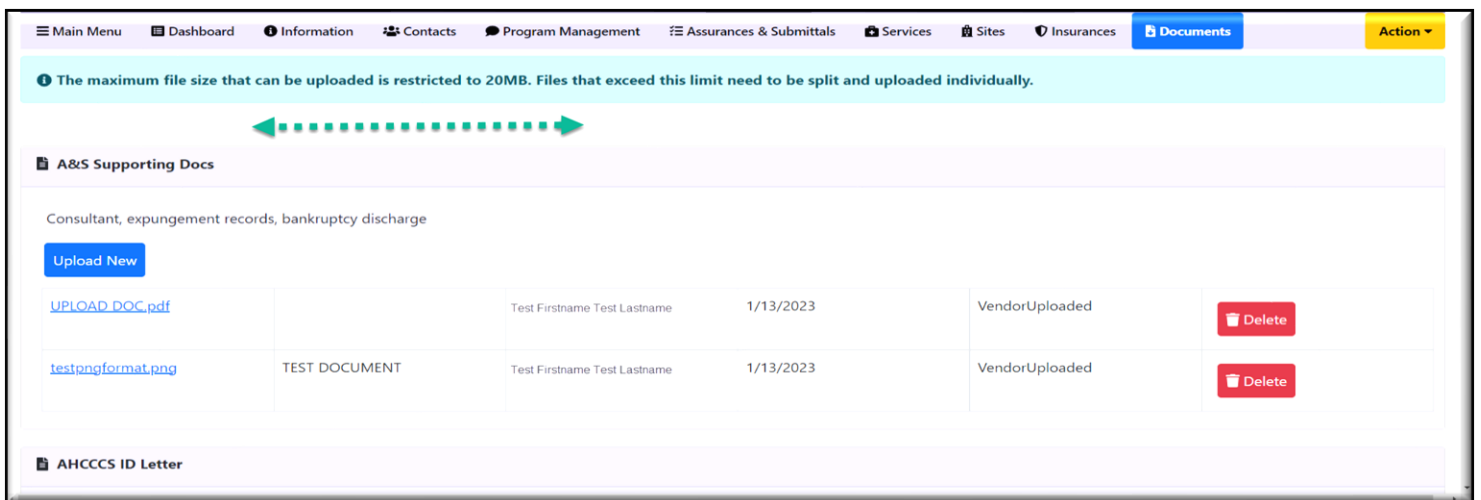 Main Menu Dashboard Information Contacts Program Management Assurances & Submittals Services Sites Insurances Documents Action
The maximum file size that can be uploaded is restricted to 20MB. Files that exceed this limit need to be split and uploaded individually.
A&S Supporting Docs
Consultant, expungement records, bankruptcy discharge
Upload New
UPLOAD DOC.pdf Test Firstname Test Lastname 1/13/2023 VendorUploaded Delete
testpngformat.png TEST DOCUMENT Test Firstname Test Lastname 1/13/2023 VendorUploaded Delete
AHCCCS ID Letter